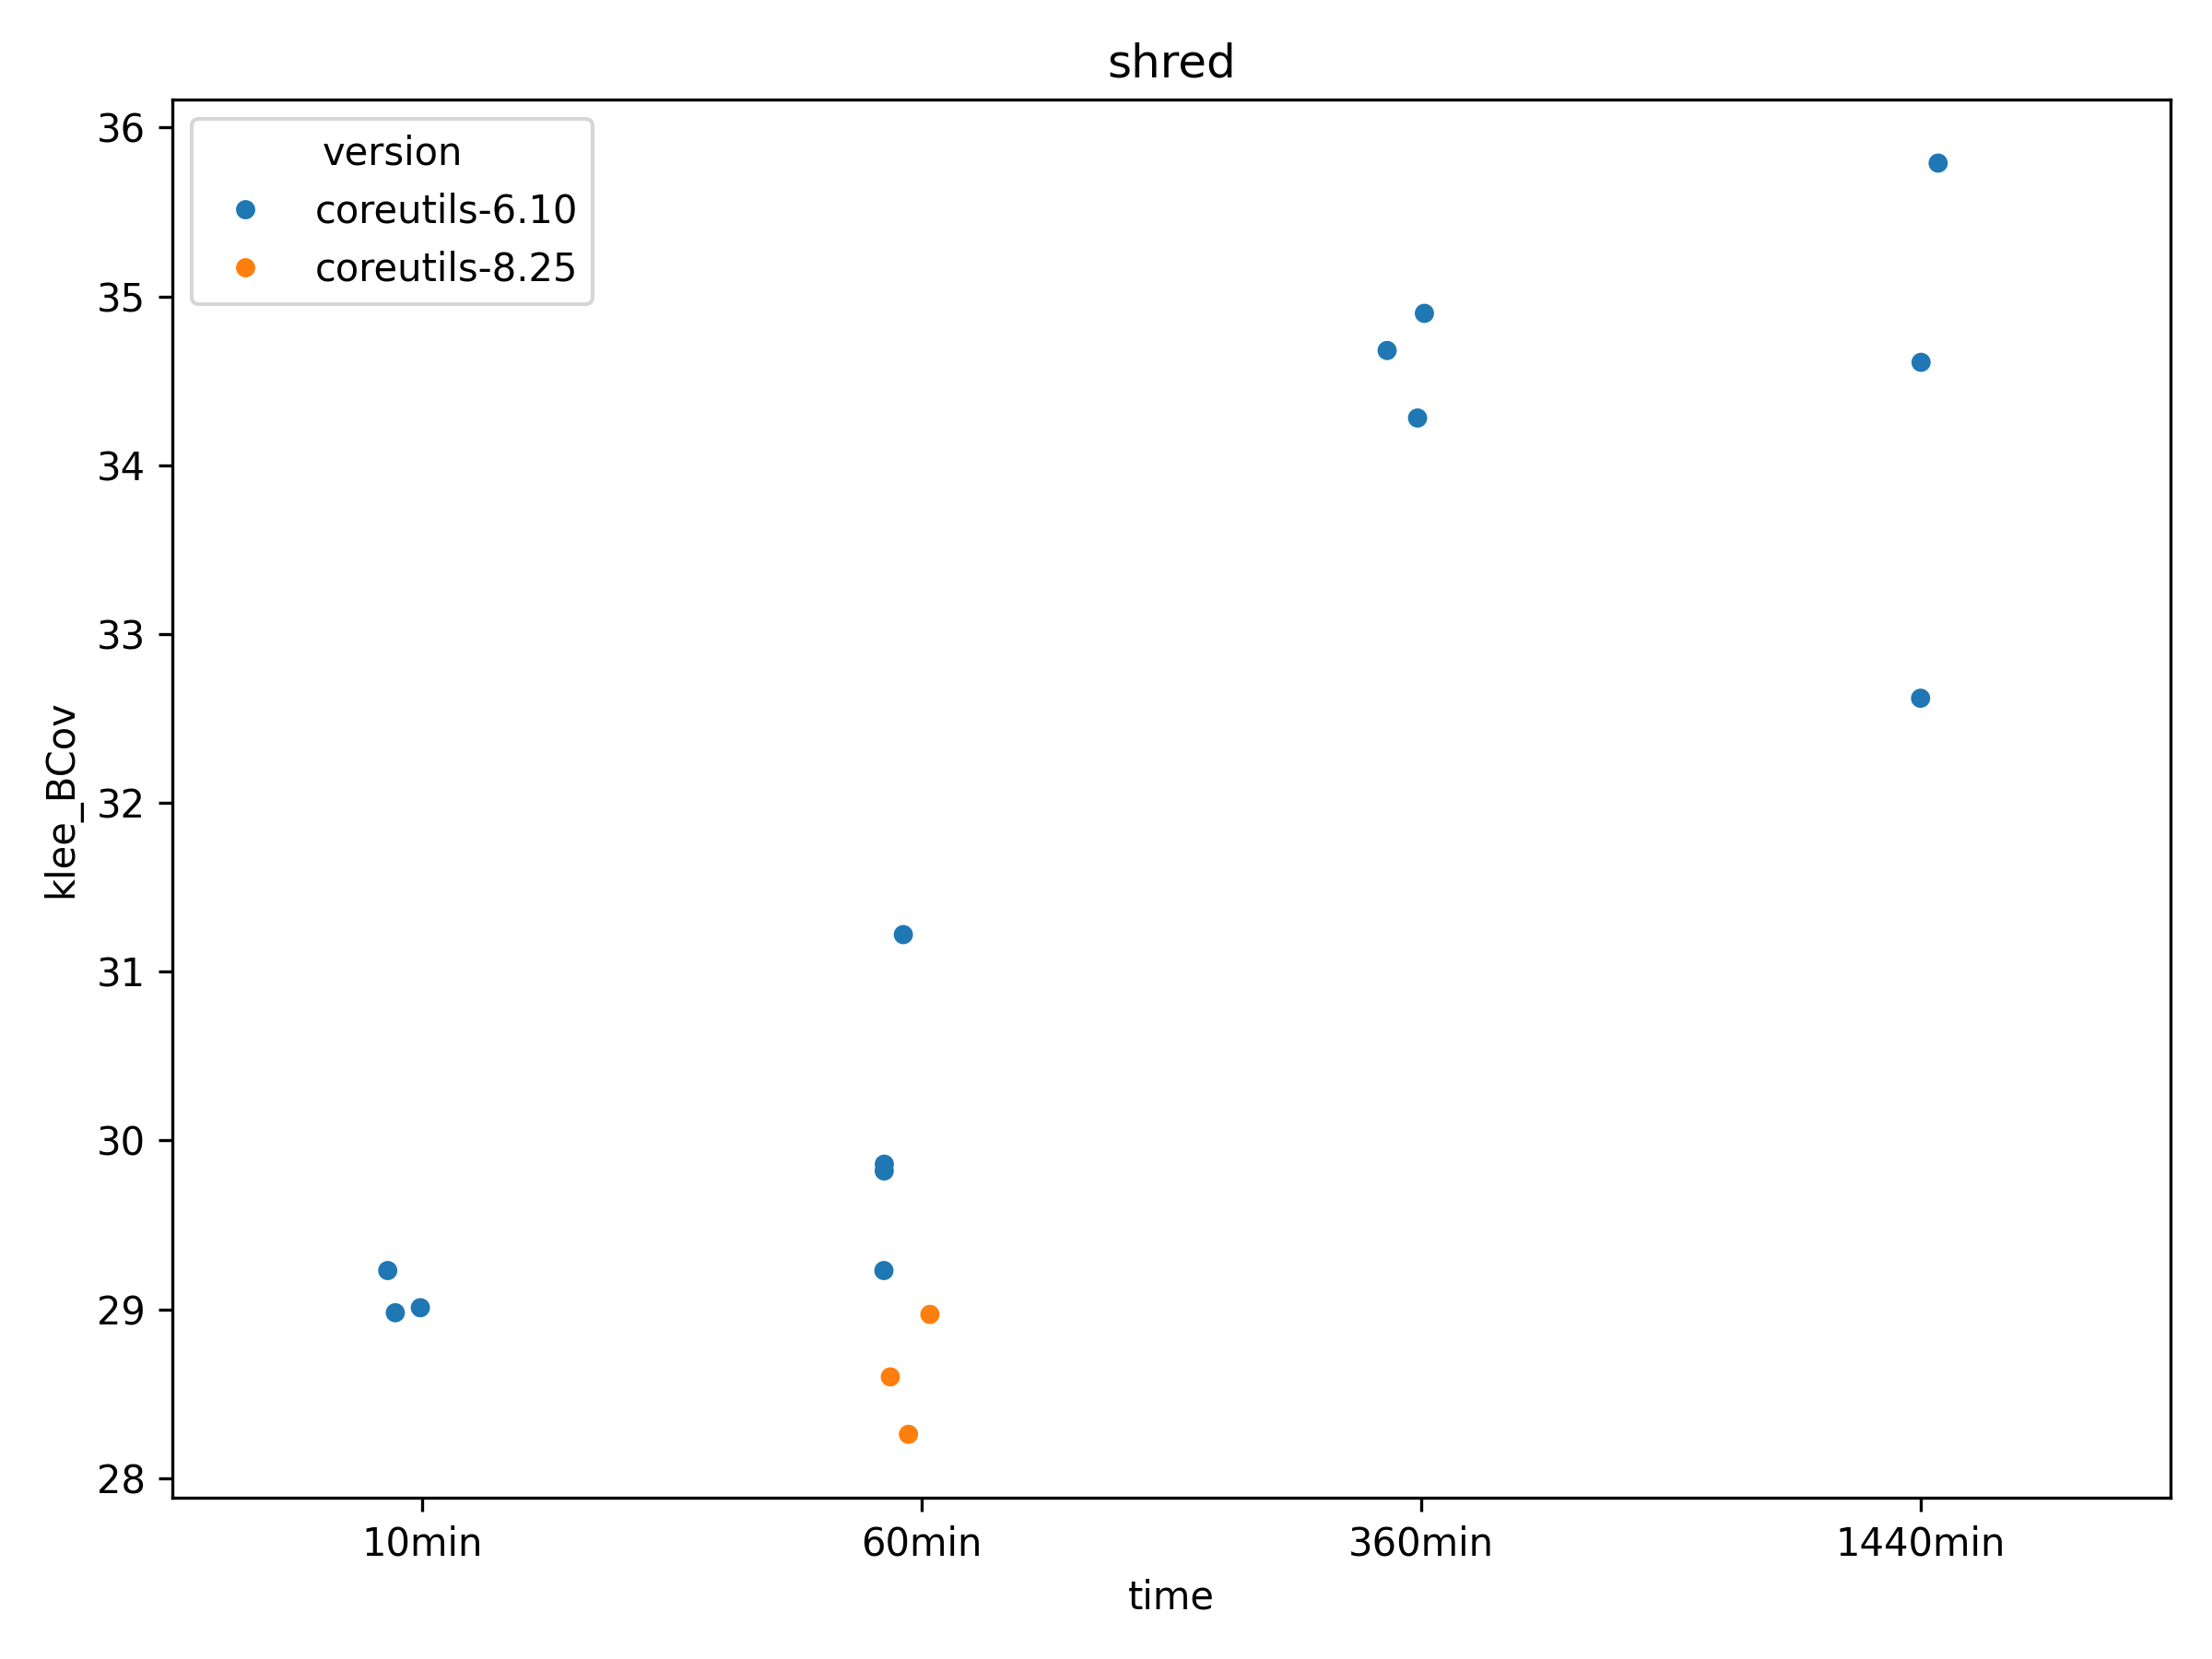 shred
version
coreutils-6.10
coreutils-8.25
klee_BCov
36
35
34
33
32
31
30
29
28
10min 60min 360min 1440min
time